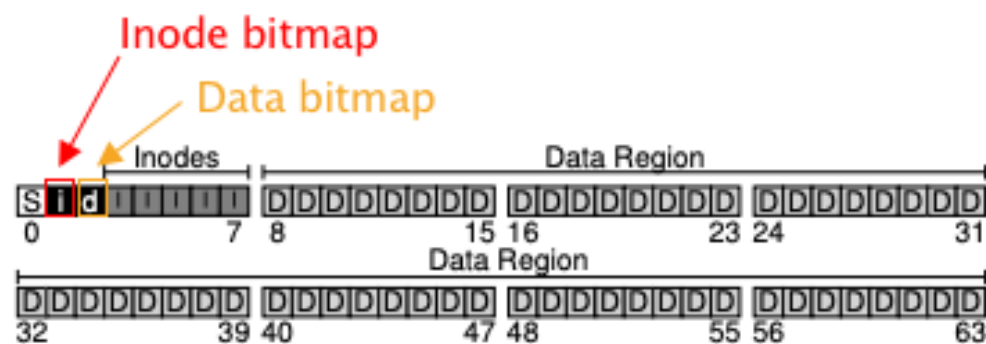 Inode bitmap
Data bitmap
Inodes Data Region
S i d I I I I I D D D D D D D D D D D D D D D D D D D D D D D D
0 7 8 15 16 23 24 31
Data Region
D D D D D D D D D D D D D D D D D D D D D D D D D D D D D D D D
32 39 40 47 48 55 56 63